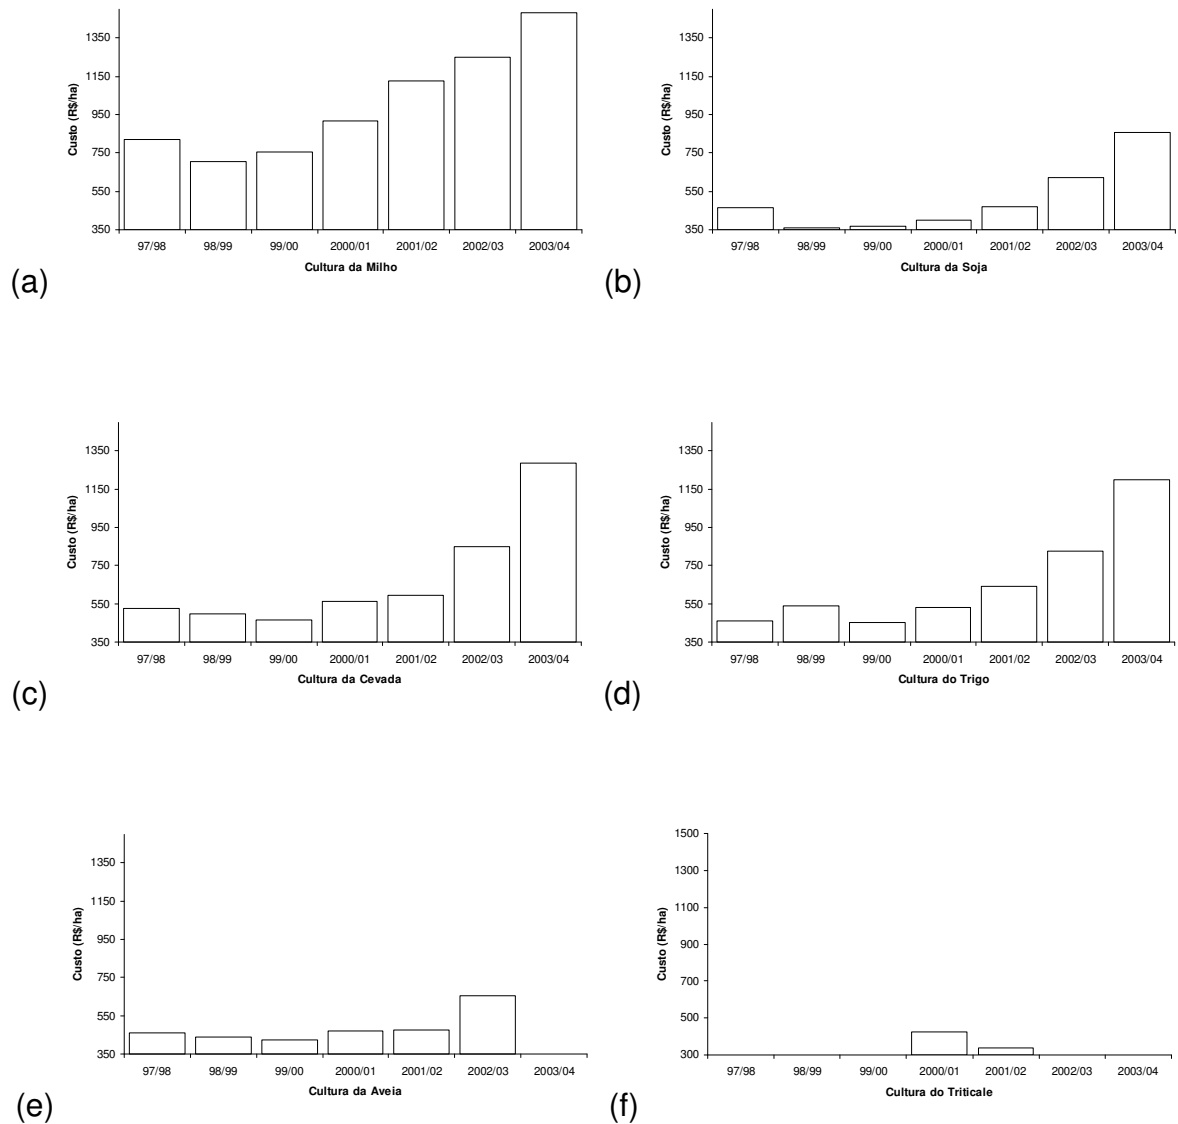 1350
1150
950
750
550
350
Custo (R$/ha)
97/98 98/99 99/00 2000/01 2001/02 2002/03 2003/04
Cultura da Milho
(a)
1350
1150
950
750
550
350
Custo (R$/ha)
97/98 98/99 99/00 2000/01 2001/02 2002/03 2003/04
Cultura da Soja
(b)
1350
1150
950
750
550
350
Custo (R$/ha)
97/98 98/99 99/00 2000/01 2001/02 2002/03 2003/04
Cultura da Cevada
(c)
1350
1150
950
750
550
350
Custo (R$/ha)
97/98 98/99 99/00 2000/01 2001/02 2002/03 2003/04
Cultura do Trigo
(d)
1350
1150
950
750
550
350
Custo (R$/ha)
97/98 98/99 99/00 2000/01 2001/02 2002/03 2003/04
Cultura da Aveia
(e)
1500
1300
1100
900
700
500
300
Custo (R$/ha)
97/98 98/99 99/00 2000/01 2001/02 2002/03 2003/04
Cultura do Triticale
(f)